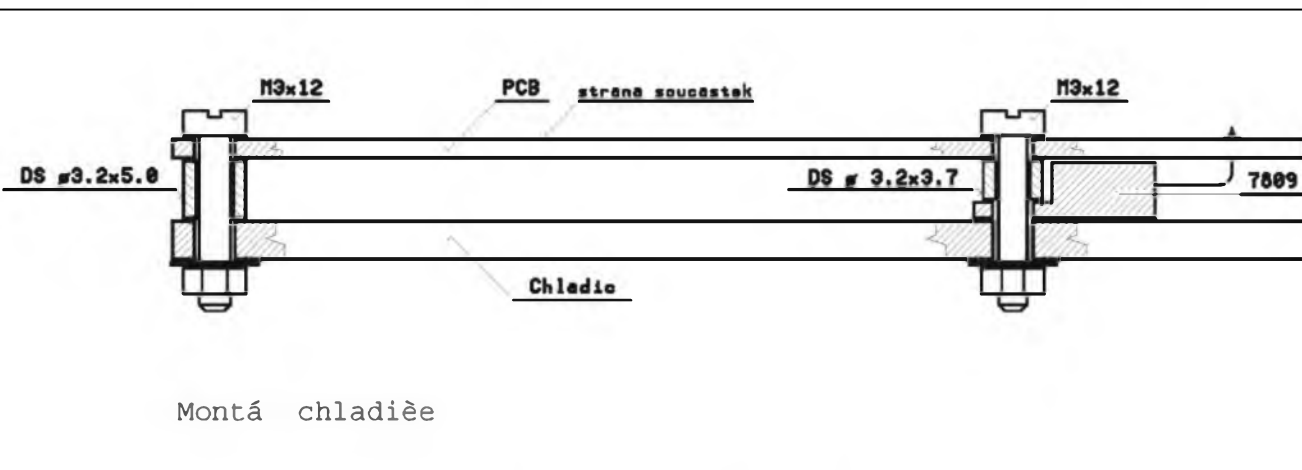 M3x12
PCB
strana soucastek
M3x12
DS ø3.2x5.0
DS ø 3.2x3.7
7809
Chladic
Montá chladièe